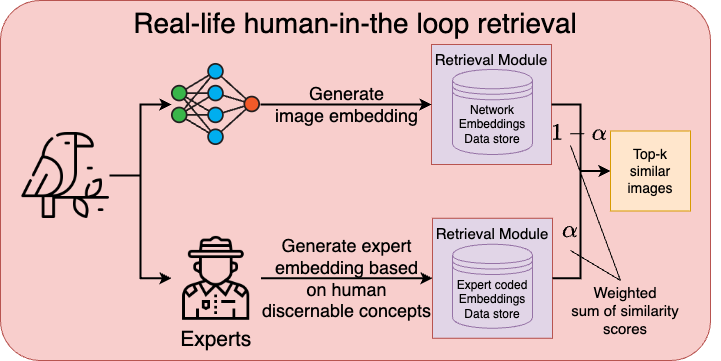 Real-life human-in-the loop retrieval
Generate
image embedding
Retrieval Module
Network
Embeddings
Data store
1 − α
Top-k
similar
images
Experts
Generate expert
embedding based
on human
discernable concepts
Retrieval Module
Expert coded
Embeddings
Data store
α
Weighted
sum of similarity
scores